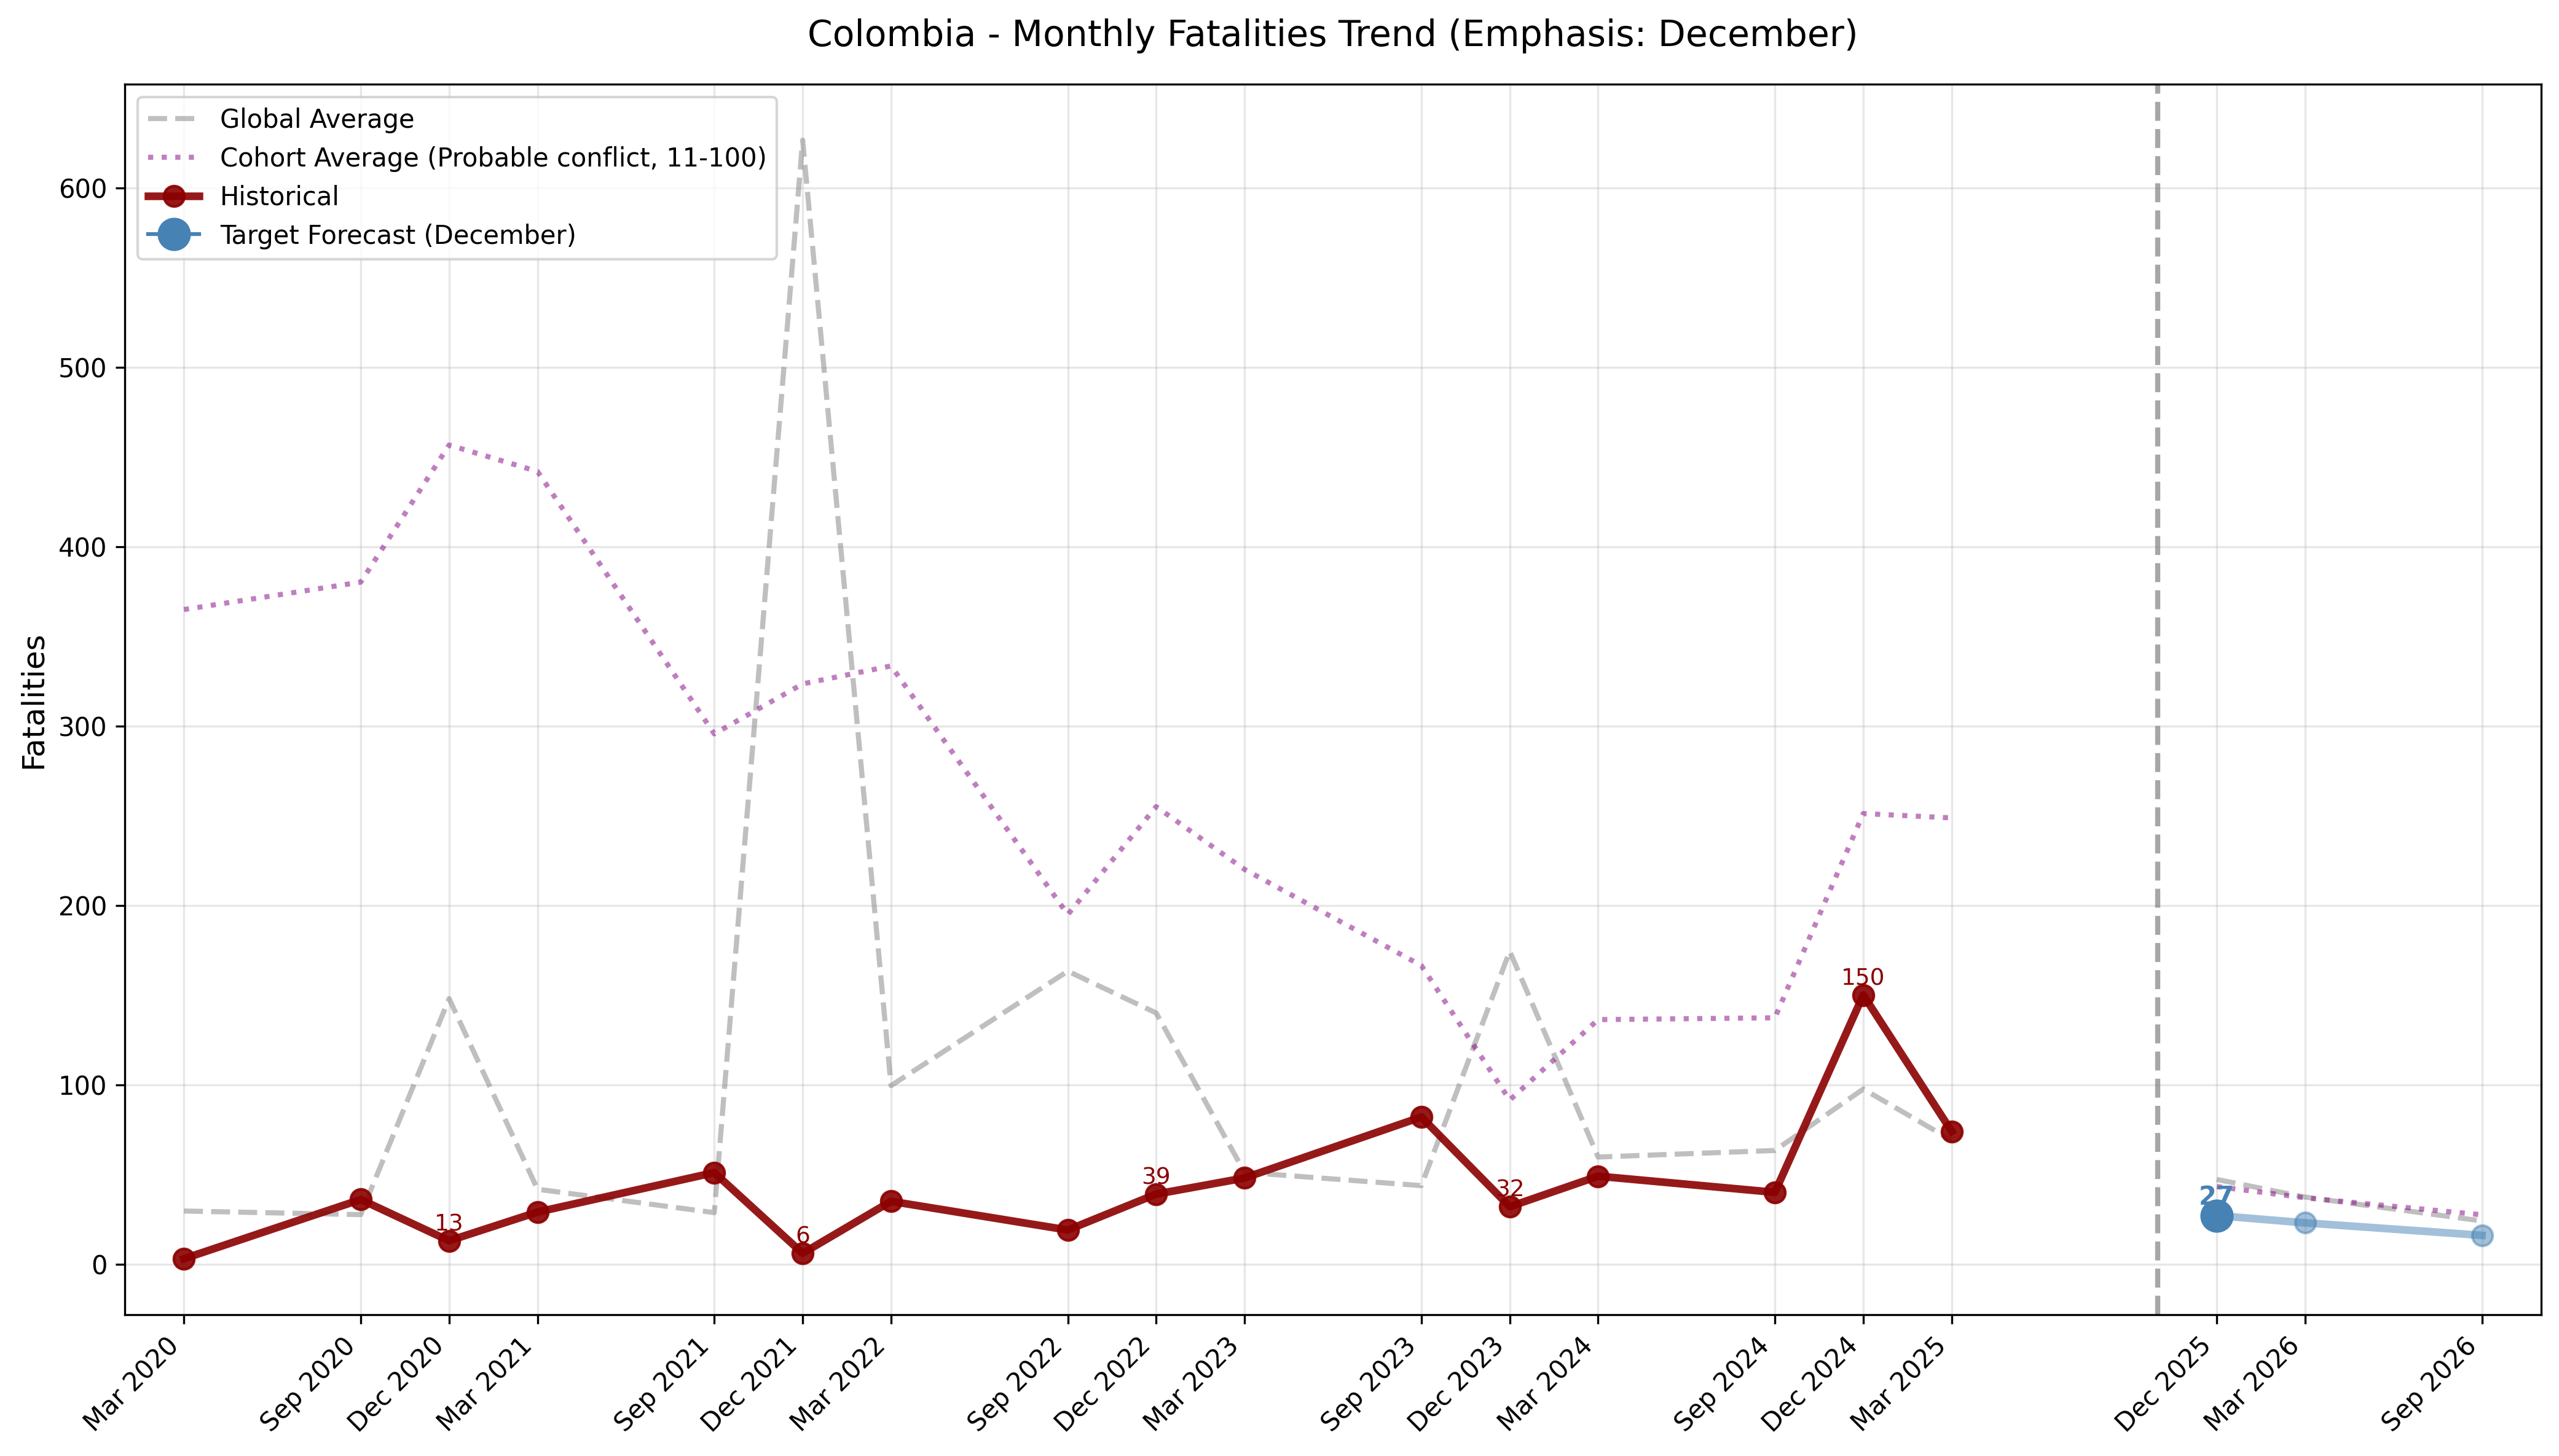 Colombia - Monthly Fatalities Trend (Emphasis: December)
Global Average
Cohort Average (Probable conflict, 11-100)
Historical
Target Forecast (December)
Fatalities
600
500
400
300
200
100
0
13
6
39
32
150
27
Mar 2020
Sep 2020
Dec 2020
Mar 2021
Sep 2021
Dec 2021
Mar 2022
Sep 2022
Dec 2022
Mar 2023
Sep 2023
Dec 2023
Mar 2024
Sep 2024
Dec 2024
Mar 2025
Dec 2025
Mar 2026
Sep 2026